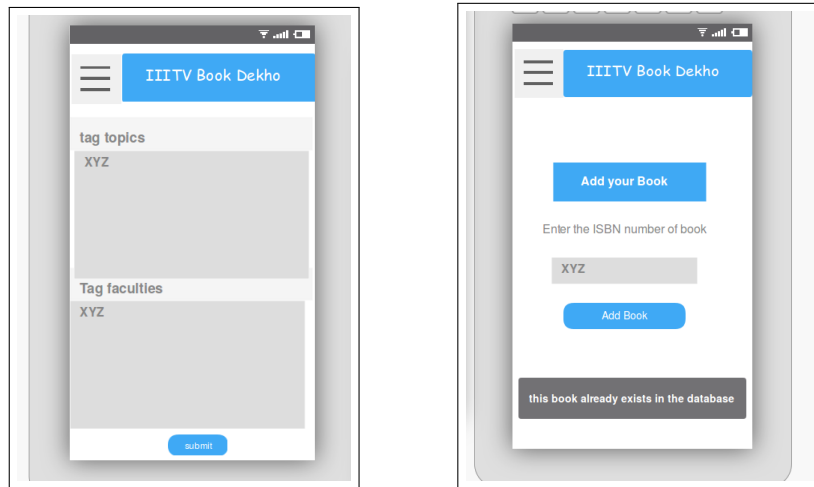 IIITV Book Dekho
tag topics
XYZ
Tag faculties
XYZ
submit
IIITV Book Dekho
Add your Book
Enter the ISBN number of book
XYZ
Add Book
this book already exists in the database